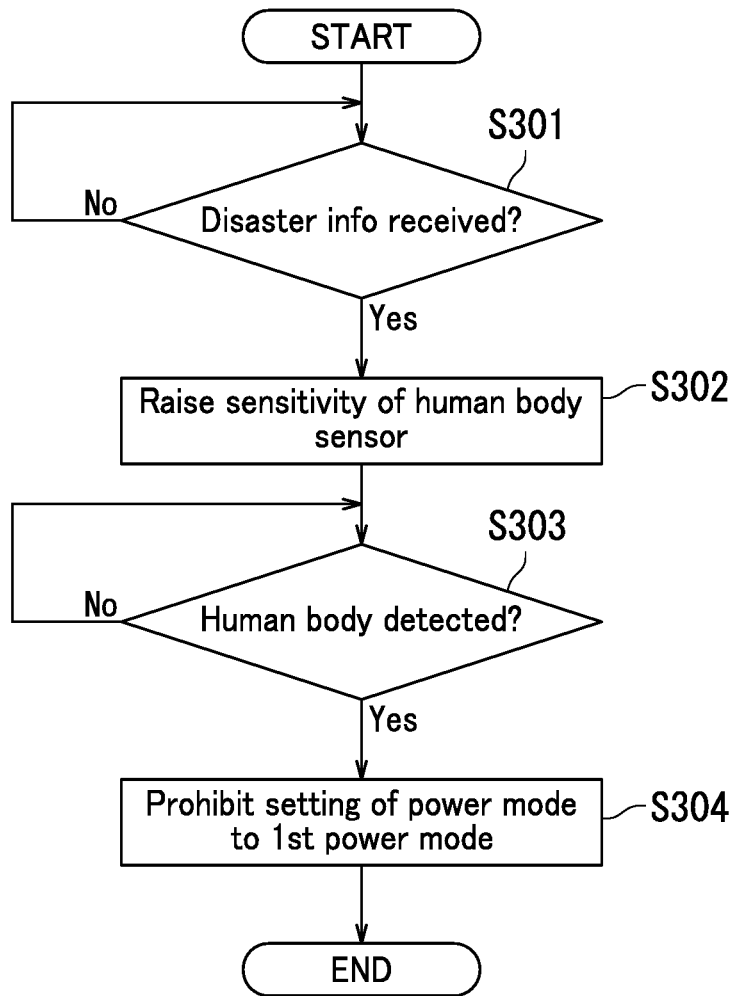 START
S301
Disaster info received?
No
Yes
S302
Raise sensitivity of human body
sensor
S303
Human body detected?
No
Yes
S304
Prohibit setting of power mode
to 1st power mode
END